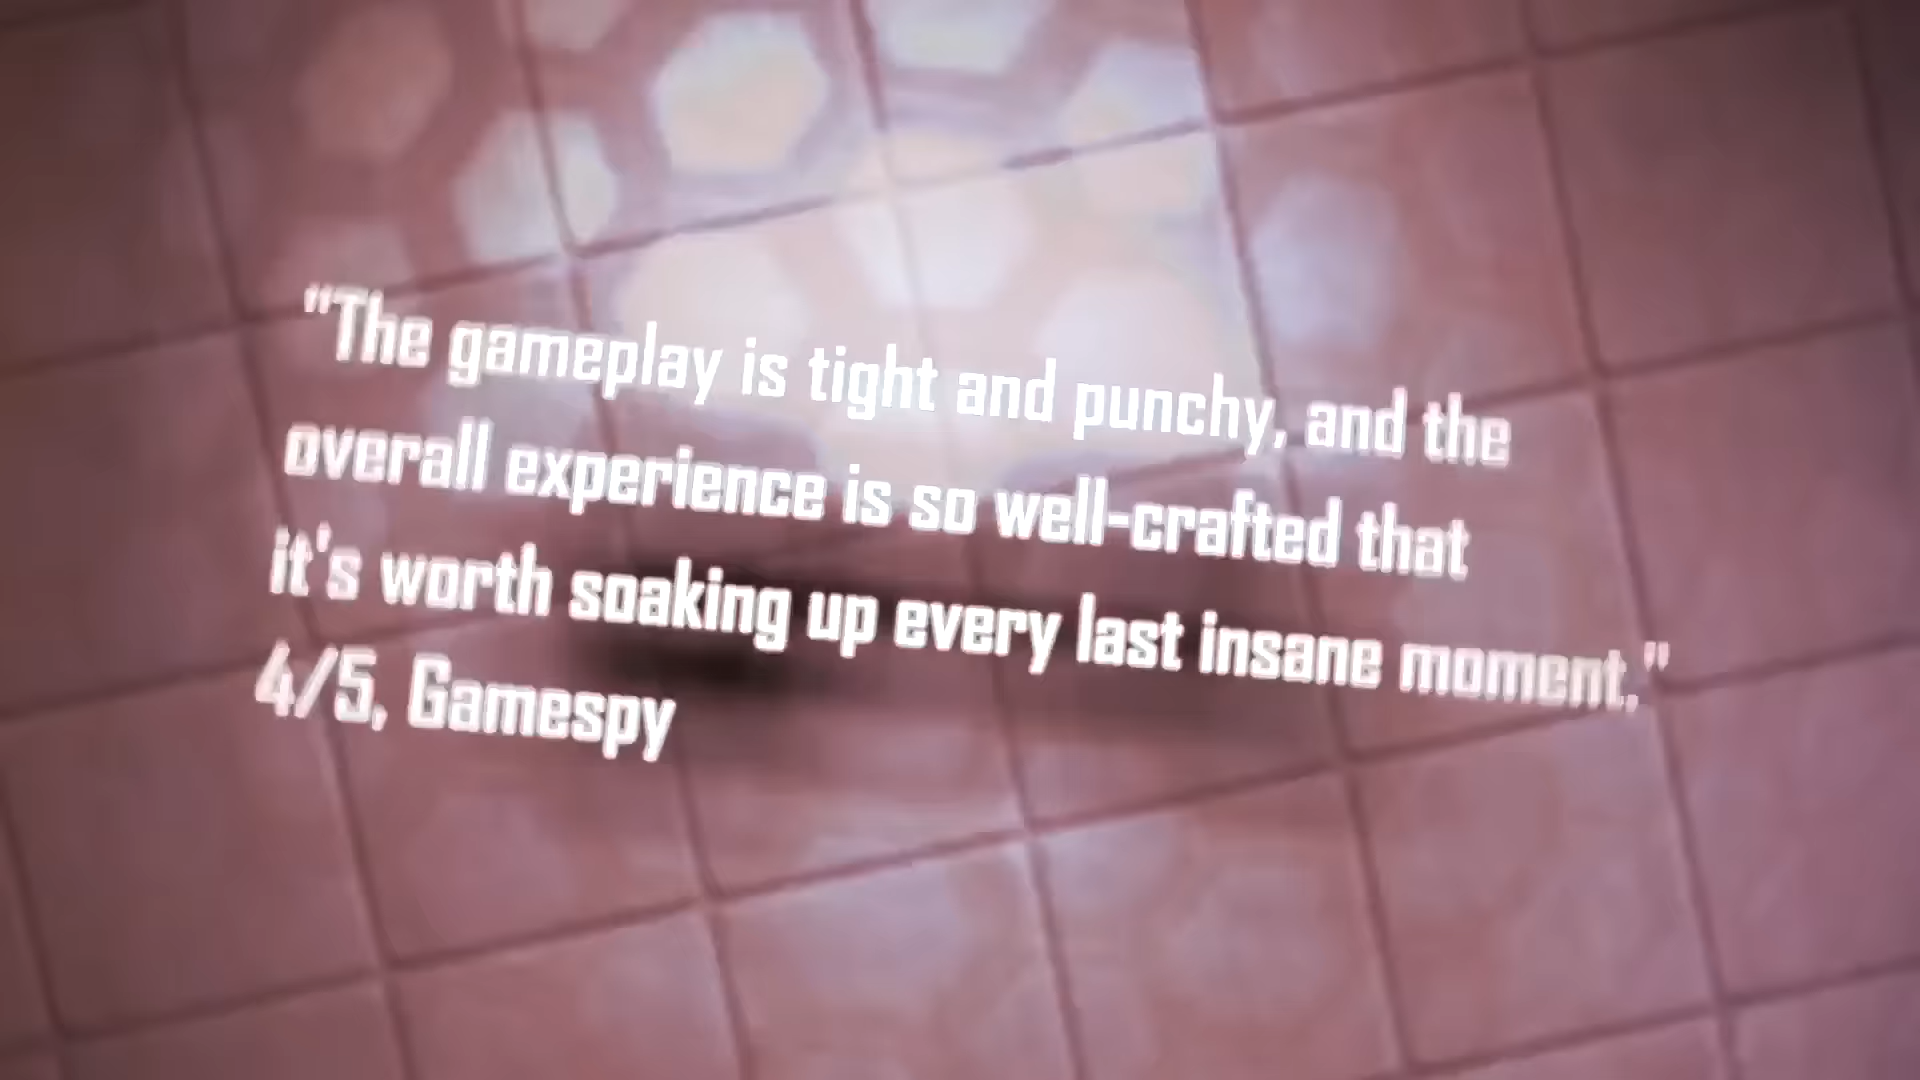 "The gameplay is tight and punchy, and the
overall experience is so well-crafted that
it's worth soaking up every last insane moment."
4/5, Gamespy